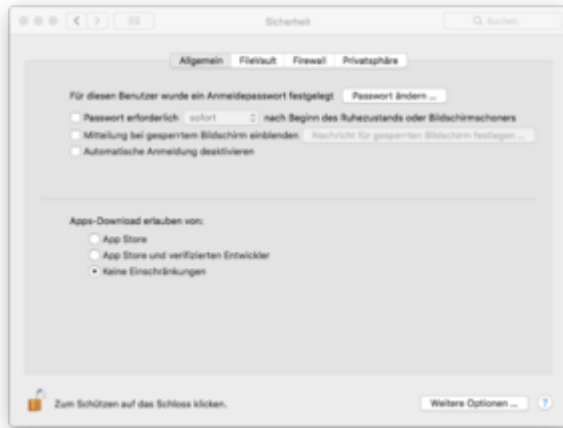 Sicherheit
Suchen
Allgemein FileVault Firewall Privatsphäre
Für diesen Benutzer wurde ein Anmeldepasswort festgelegt Passwort ändern ...
Passwort erforderlich sofort nach Beginn des Ruhezustands oder Bildschirmschoners
Mitteilung bei gesperrtem Bildschirm einblenden Nachricht für gesperrten Bildschirm festlegen ...
Automatische Anmeldung deaktivieren
Apps-Download erlauben von:
App Store
App Store und verifizierten Entwickler
Keine Einschränkungen
Zum Schützen auf das Schloss klicken.
Weitere Optionen ... ?